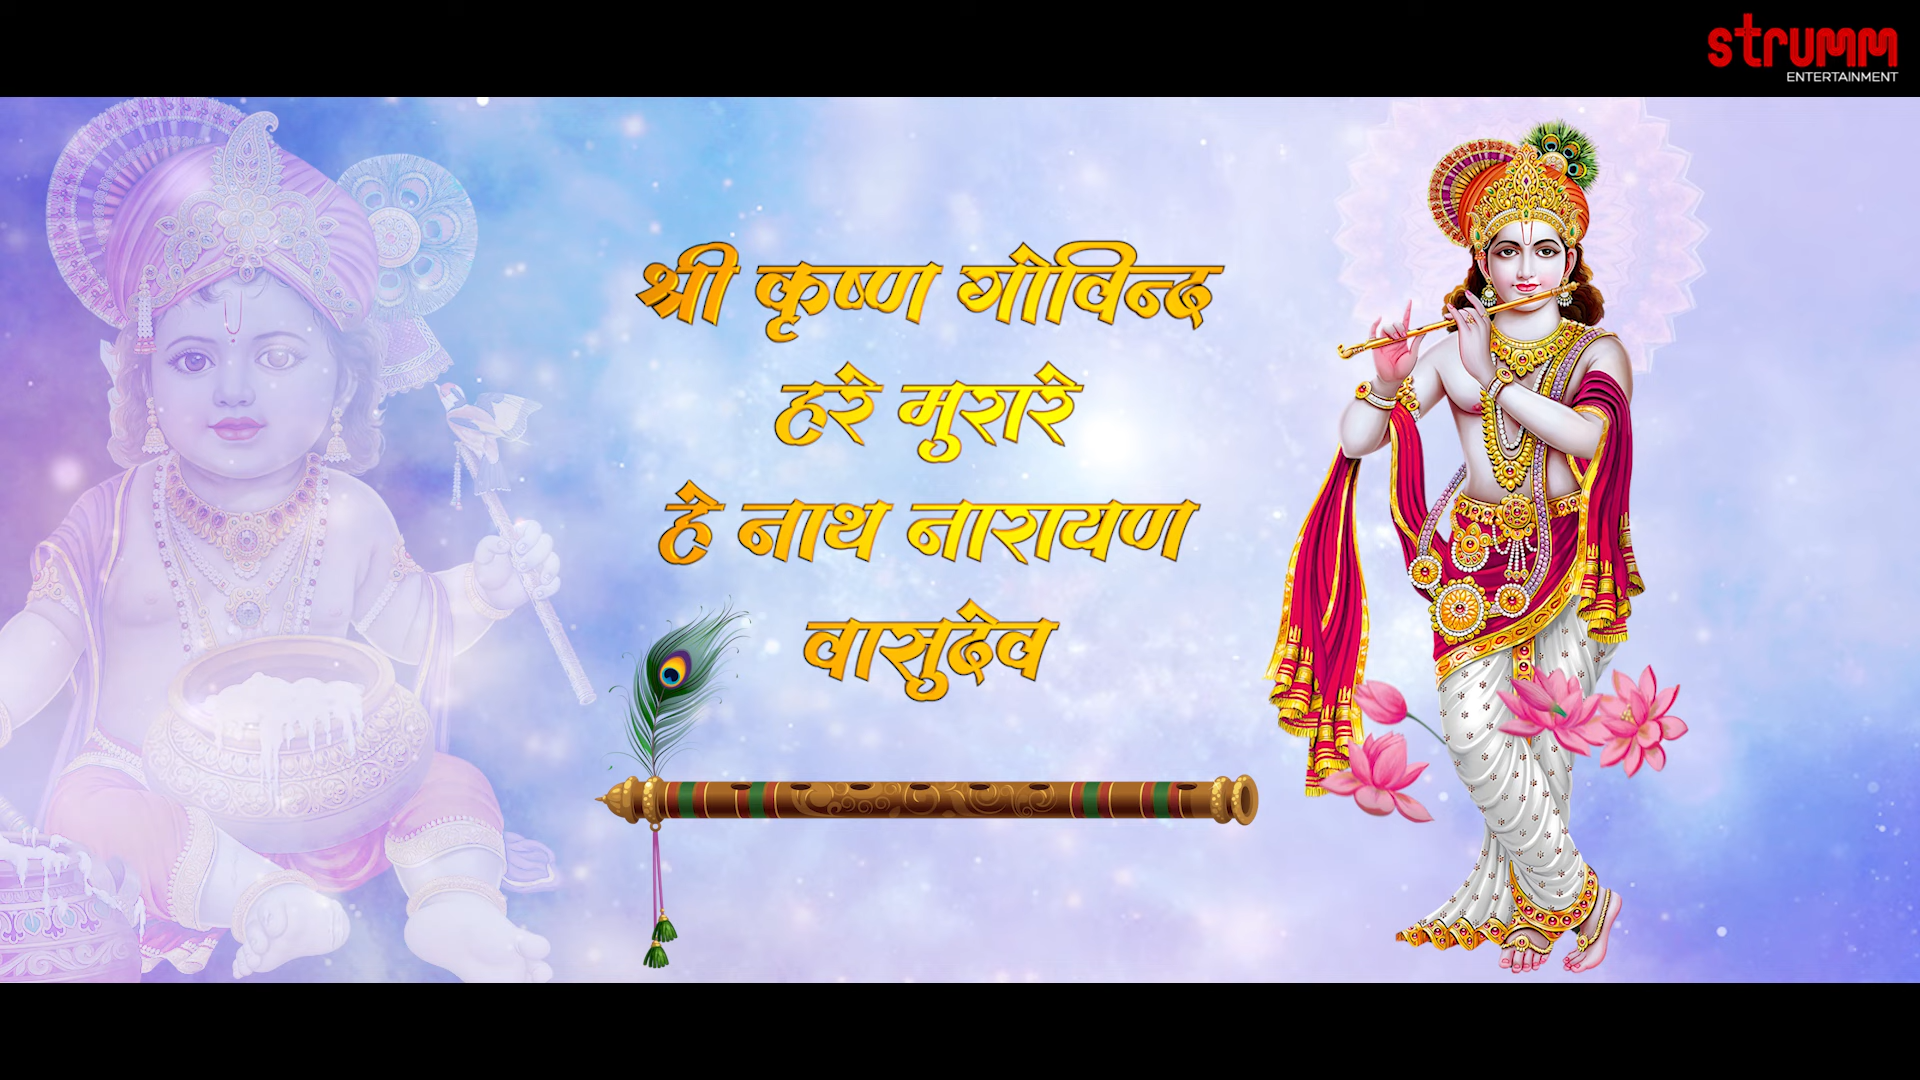 strumm
ENTERTAINMENT
श्री कृष्ण गोविन्द
हरे मुरारे
हे नाथ नारायण
वासुदेव